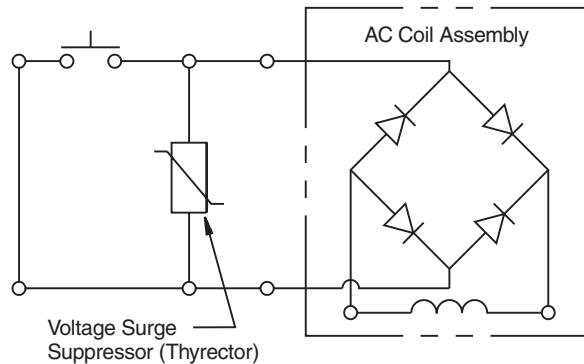 AC Coil Assembly
Voltage Surge
Suppressor (Thyrector)